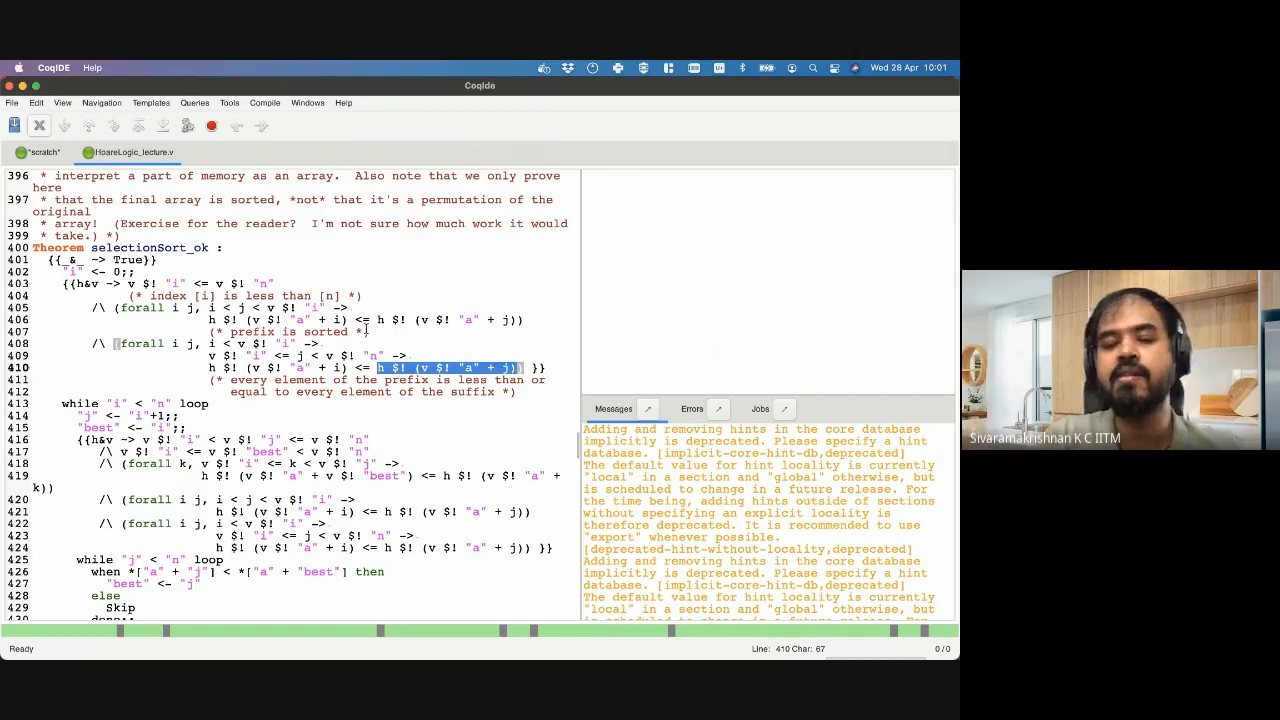 CoqIDE Help
Wed 28 Apr 10:01
CoqIde
File Edit View Navigation Templates Queries Tools Compile Windows Help
*scratch* HoareLogic_lecture.v
396 * interpret a part of memory as an array.  Also note that we only prove
here
397 * that the final array is sorted, *not* that it's a permutation of the
original
398 * array!  (Exercise for the reader?  I'm not sure how much work it would
399 * take.) *)
400 Theorem selectionSort_ok :
401 {{_&_ ~> True}}
402 "i" <- 0;;
403 {{h&v ~> v $! "i" <= v $! "n"
404 (* index [i] is less than [n] *)
405 /\ (forall i j, i < j < v $! "i" ->
406 h $! (v $! "a" + i) <= h $! (v $! "a" + j))
407 (* prefix is sorted *)
408 /\ (forall i j, i < v $! "i" ->
409 v $! "i" <= j < v $! "n" ->
410 h $! (v $! "a" + i) <= h $! (v $! "a" + j)) }}
411 (* every element of the prefix is less than or
412 equal to every element of the suffix *)
413 while "i" < "n" loop
414 "j" <- "i"+1;;
415 "best" <- "i";;
416 {{h&v ~> v $! "i" < v $! "j" <= v $! "n"
417 /\ v $! "i" <= v $! "best" < v $! "n"
418 /\ (forall k, v $! "i" <= k < v $! "j" ->
419 h $! (v $! "a" + v $! "best") <= h $! (v $! "a" +
k))
420 /\ (forall i j, i < j < v $! "i" ->
421 h $! (v $! "a" + i) <= h $! (v $! "a" + j))
422 /\ (forall i j, i < v $! "i" ->
423 v $! "i" <= j < v $! "n" ->
424 h $! (v $! "a" + i) <= h $! (v $! "a" + j)) }}
425 while "j" < "n" loop
426 when *["a" + "j"] < *["a" + "best"] then
427 "best" <- "j"
428 else
429 Skip
430 done;;
Messages Errors Jobs
Adding and removing hints in the core database
implicitly is deprecated. Please specify a hint
database. [implicit-core-hint-db,deprecated]
The default value for hint locality is currently
"local" in a section and "global" otherwise, but
is scheduled to change in a future release. For
the time being, adding hints outside of sections
without specifying an explicit locality is
therefore deprecated. It is recommended to use
"export" whenever possible.
[deprecated-hint-without-locality,deprecated]
Adding and removing hints in the core database
implicitly is deprecated. Please specify a hint
database. [implicit-core-hint-db,deprecated]
The default value for hint locality is currently
"local" in a section and "global" otherwise, but
is scheduled to change in a future release. For
Ready
Line: 410 Char: 67
0/0
Sivaramakrishnan K C IITM